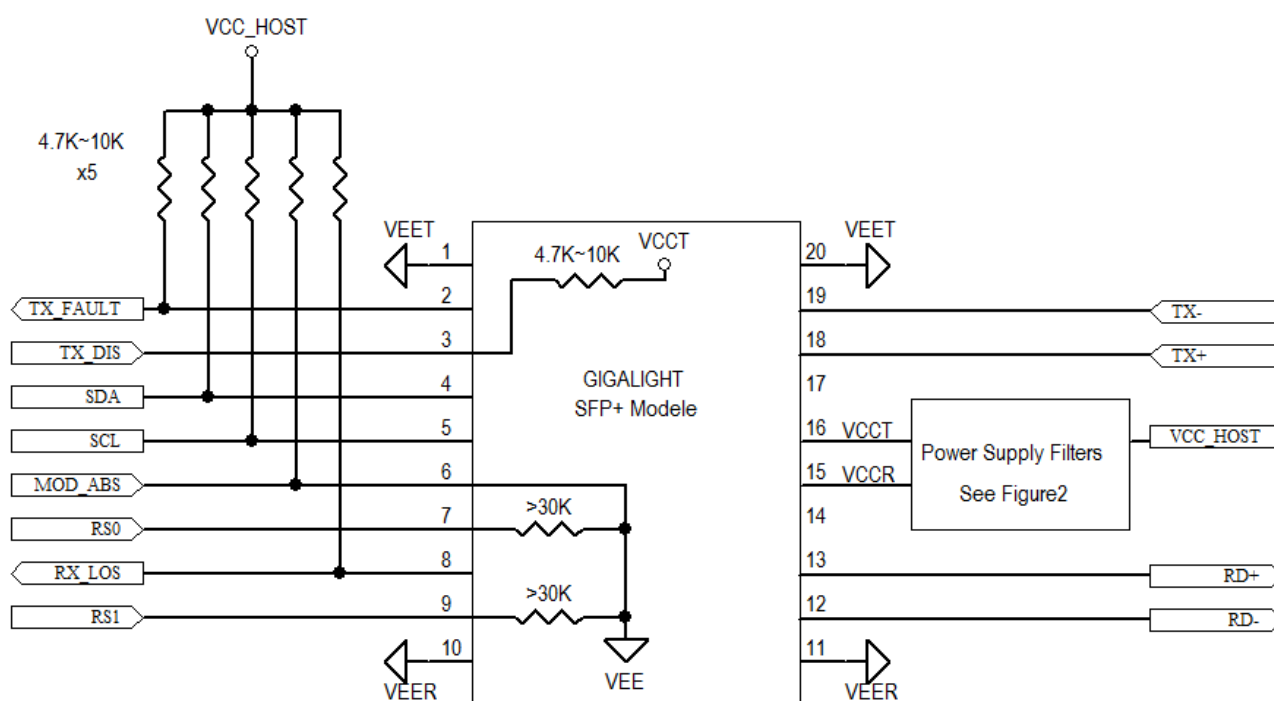 VCC_HOST
4.7K~10K
x5
VEET
1
4.7K~10K
VCCT
20
VEET
TX_FAULT
2
19
TX-
TX_DIS
3
18
TX+
SDA
4
GIGALIGHT
SFP+ Modele
17
SCL
5
16
VCCT
Power Supply Filters
See Figure2
VCC_HOST
MOD_ABS
6
15
VCCR
RS0
7
>30K
14
RX_LOS
8
13
RD+
RS1
9
>30K
12
RD-
10
VEER
VEE
11
VEER